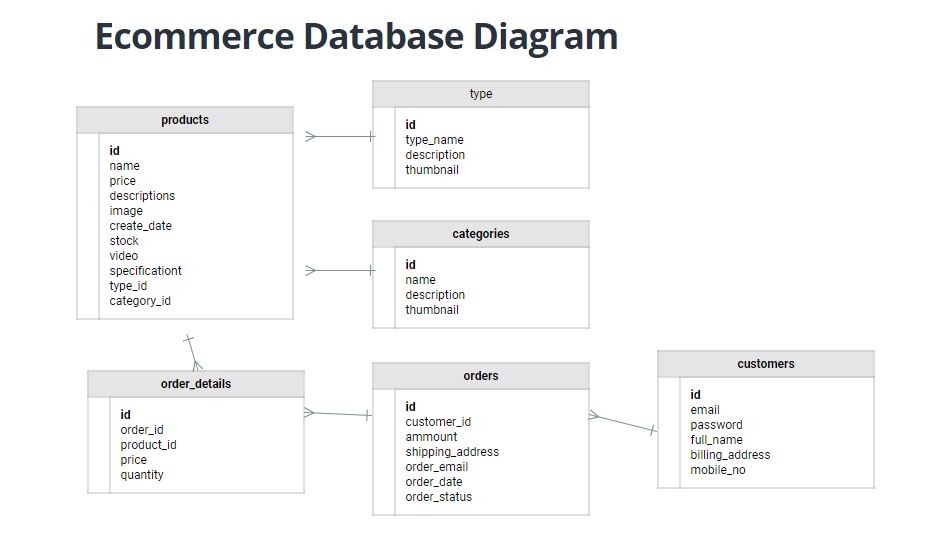 Ecommerce Database Diagram
products
id
name
price
descriptions
image
create_date
stock
video
specificationt
type_id
category_id
type
id
type_name
description
thumbnail
categories
id
name
description
thumbnail
order_details
id
order_id
product_id
price
quantity
orders
id
customer_id
ammount
shipping_address
order_email
order_date
order_status
customers
id
email
password
full_name
billing_address
mobile_no